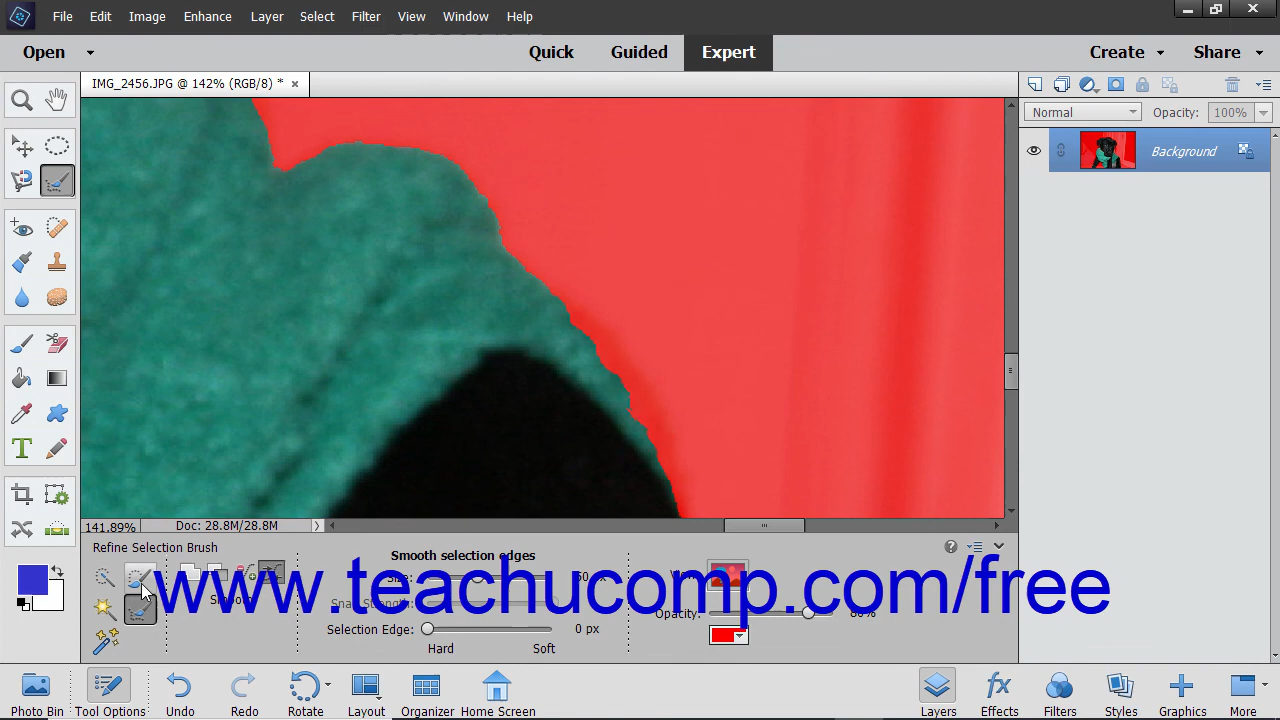 File Edit Image Enhance Layer Select Filter View Window Help
Open Quick Guided Expert Create Share
IMG_2456.JPG @ 142% (RGB/8) * ×
Normal Opacity: 100%
Background
141.89% Doc: 28.8M/28.8M
Refine Selection Brush
Smooth selection edges
Size:
www.teachucomp.com/free
Opacity: 80%
Selection Edge: 0 px
Hard Soft
Photo Bin Tool Options Undo Redo Rotate Layout Organizer Home Screen Layers Effects Filters Styles Graphics More